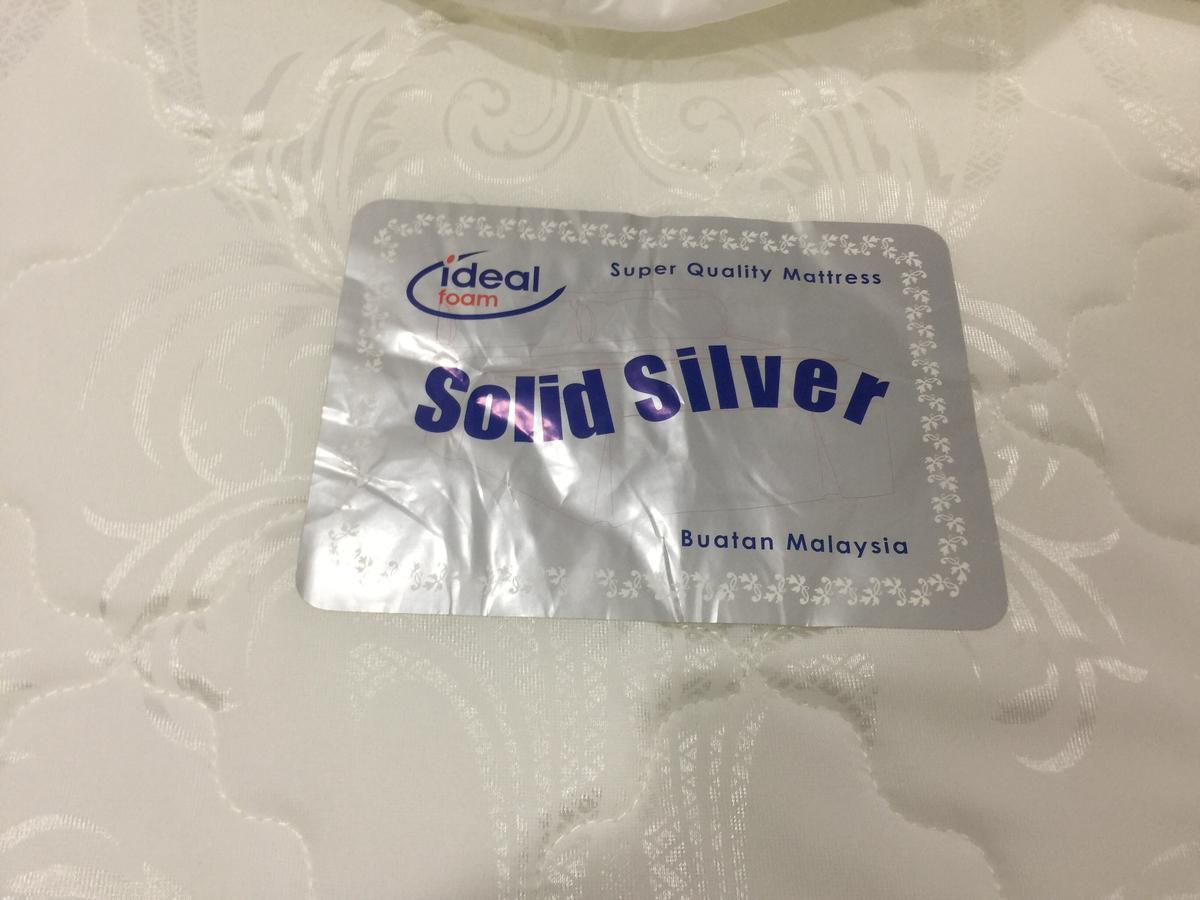 ideal
foam
Super Quality Mattress
Solid Silver
Buatan Malaysia